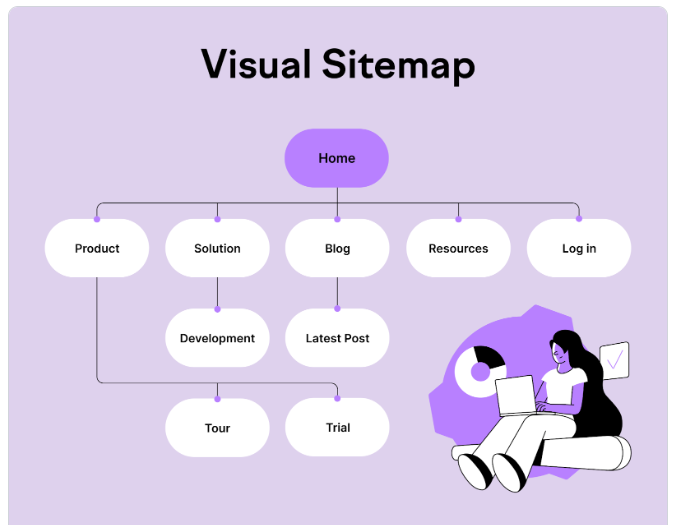 Visual Sitemap
Home
Product
Solution
Blog
Resources
Log in
Development
Latest Post
Tour
Trial